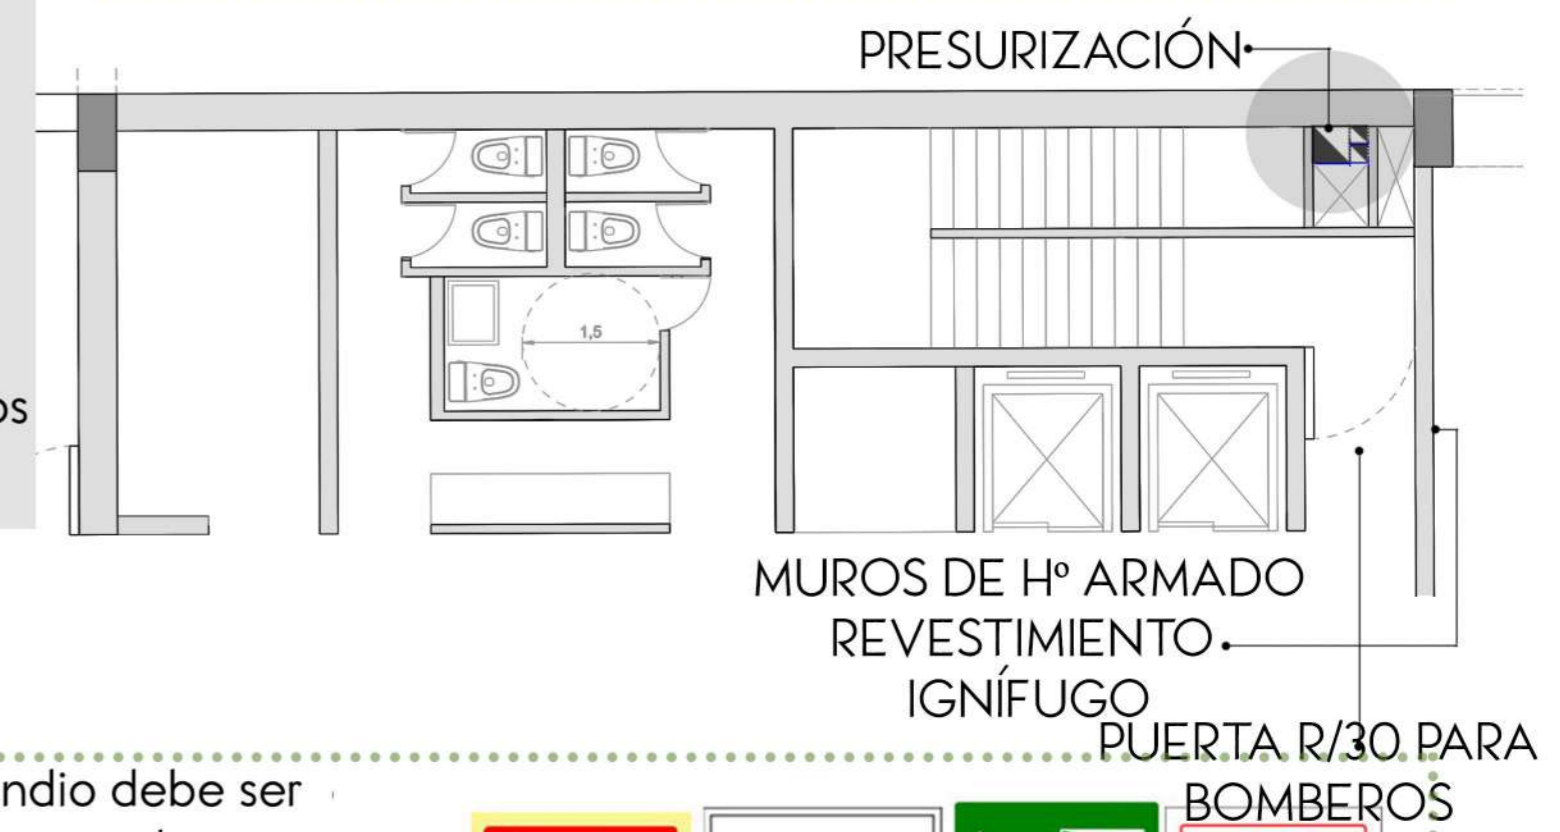 PRESURIZACIÓN
os
1,5
MUROS DE Hº ARMADO
REVESTIMIENTO
IGNÍFUGO
PUERTA R/30 PARA
BOMBEROS
ndio debe ser